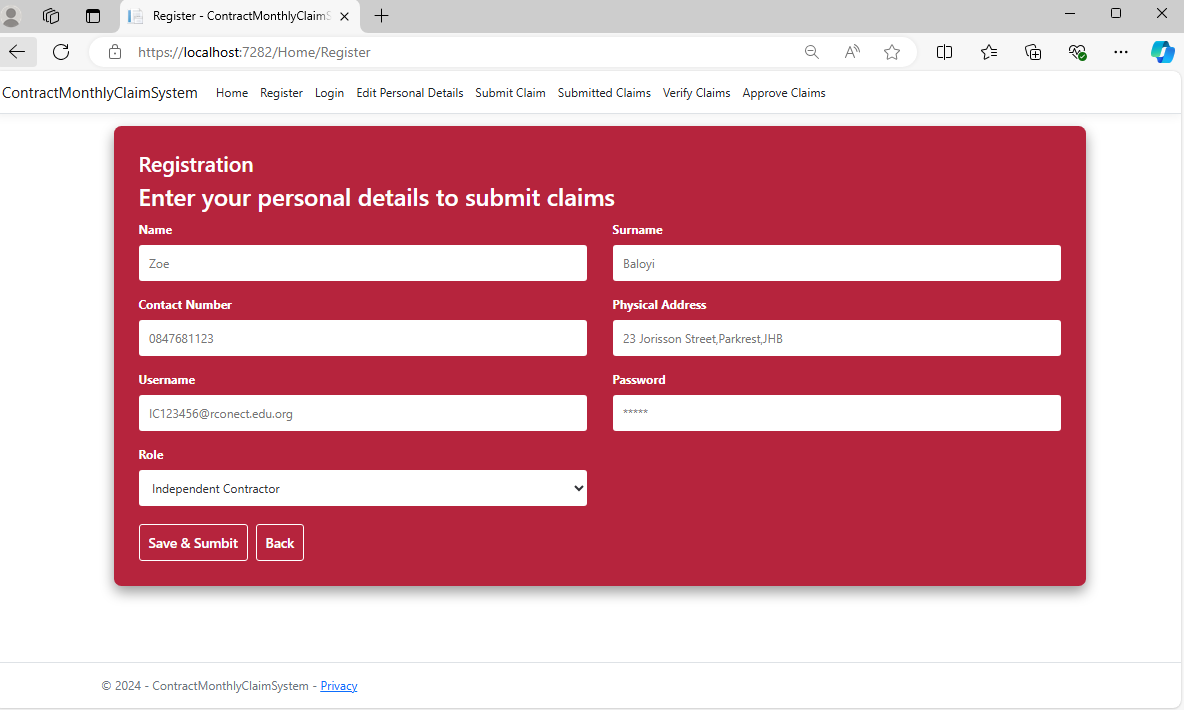 Register - ContractMonthlyClaimS
https://localhost:7282/Home/Register
ContractMonthlyClaimSystem Home Register Login Edit Personal Details Submit Claim Submitted Claims Verify Claims Approve Claims
Registration
Enter your personal details to submit claims
Name Surname
Zoe Baloyi
Contact Number Physical Address
0847681123 23 Jorisson Street,Parkrest,JHB
Username Password
IC123456@rconect.edu.org *****
Role
Independent Contractor
Save & Sumbit Back
© 2024 - ContractMonthlyClaimSystem - Privacy